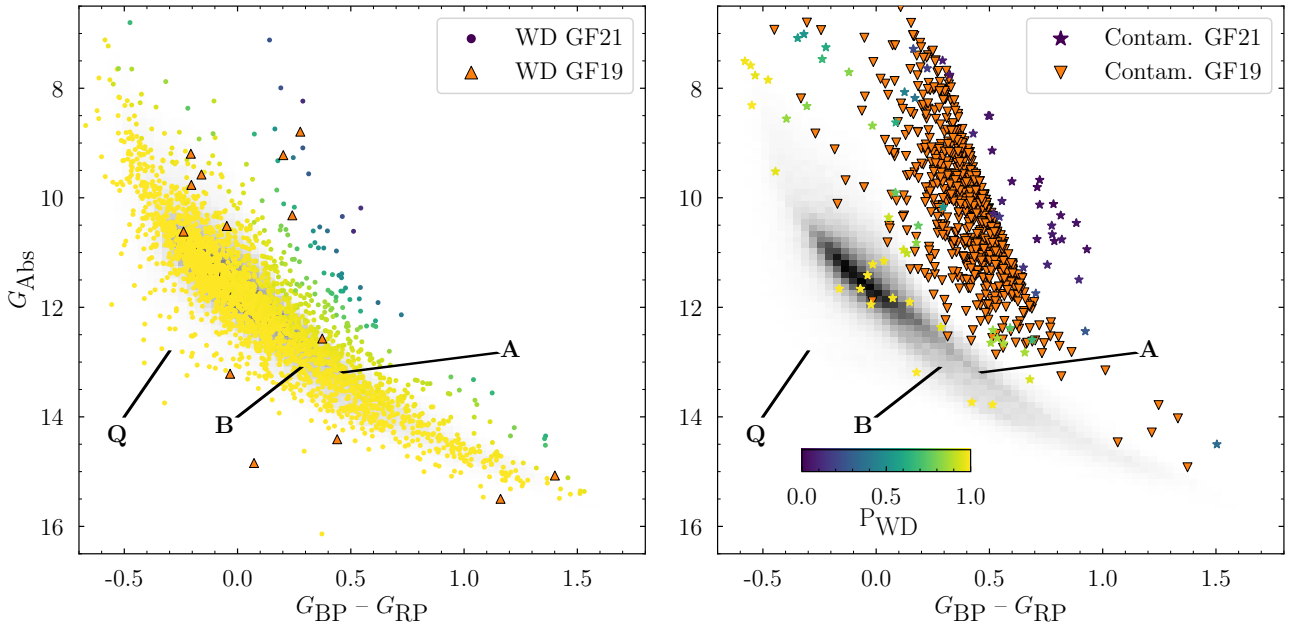 WD GF21
WD GF19
8
10
12
14
16
G_Abs
A
B
Q
-0.5
0.0
0.5
1.0
1.5
G_BP – G_RP
Contam. GF21
Contam. GF19
8
10
12
14
16
A
B
Q
0.0
0.5
1.0
P_WD
-0.5
0.0
0.5
1.0
1.5
G_BP – G_RP